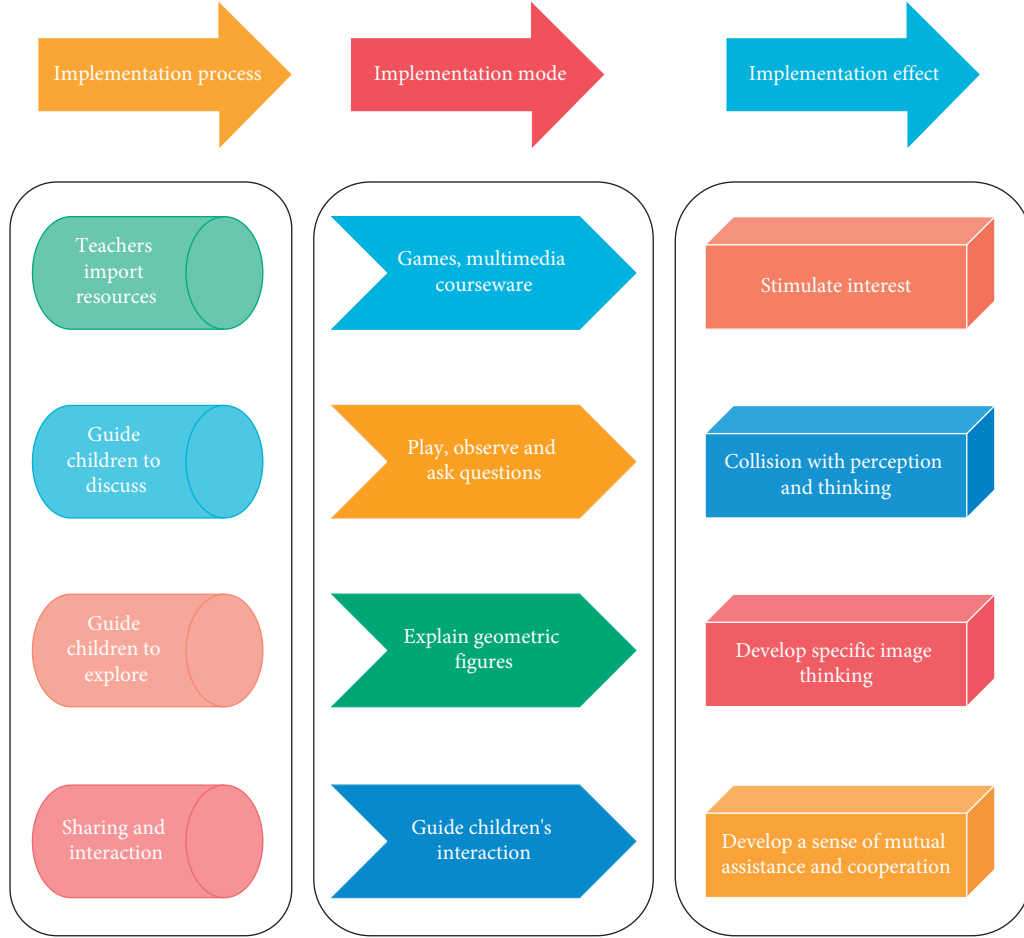 Implementation process
Implementation mode
Implementation effect
Teachers
import
resources
Games, multimedia
courseware
Stimulate interest
Guide
children to
discuss
Play, observe and
ask questions
Collision with perception
and thinking
Guide
children to
explore
Explain geometric
figures
Develop specific image
thinking
Sharing and
interaction
Guide children's
interaction
Develop a sense of mutual
assistance and cooperation